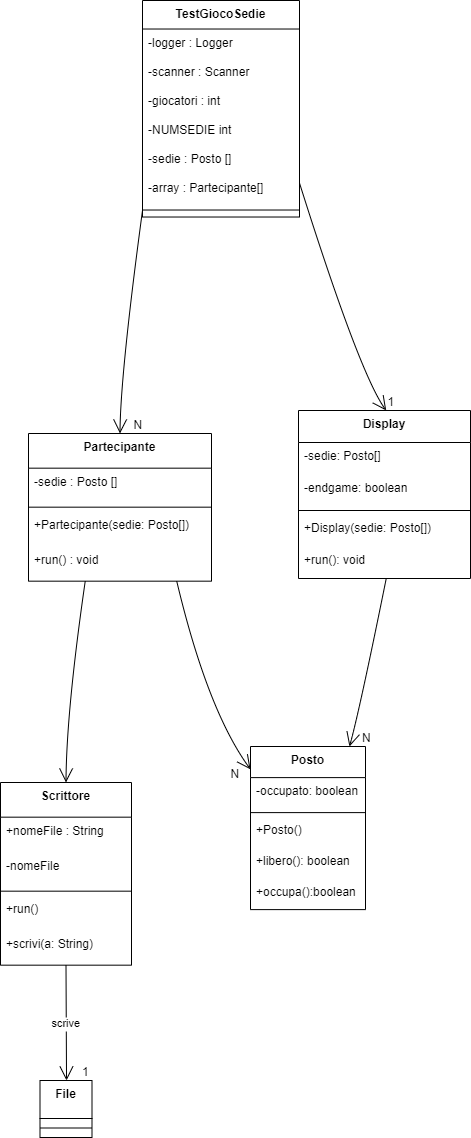 TestGiocoSedie
-logger : Logger
-scanner : Scanner
-giocatori : int
-NUMSEDIE int
-sedie : Posto []
-array : Partecipante[]
N
1
Partecipante
-sedie : Posto []
+Partecipante(sedie: Posto[])
+run() : void
Display
-sedie: Posto[]
-endgame: boolean
+Display(sedie: Posto[])
+run(): void
N
N
Scrittore
+nomeFile : String
-nomeFile
+run()
+scrivi(a: String)
Posto
-occupato: boolean
+Posto()
+libero(): boolean
+occupa():boolean
scrive
1
File